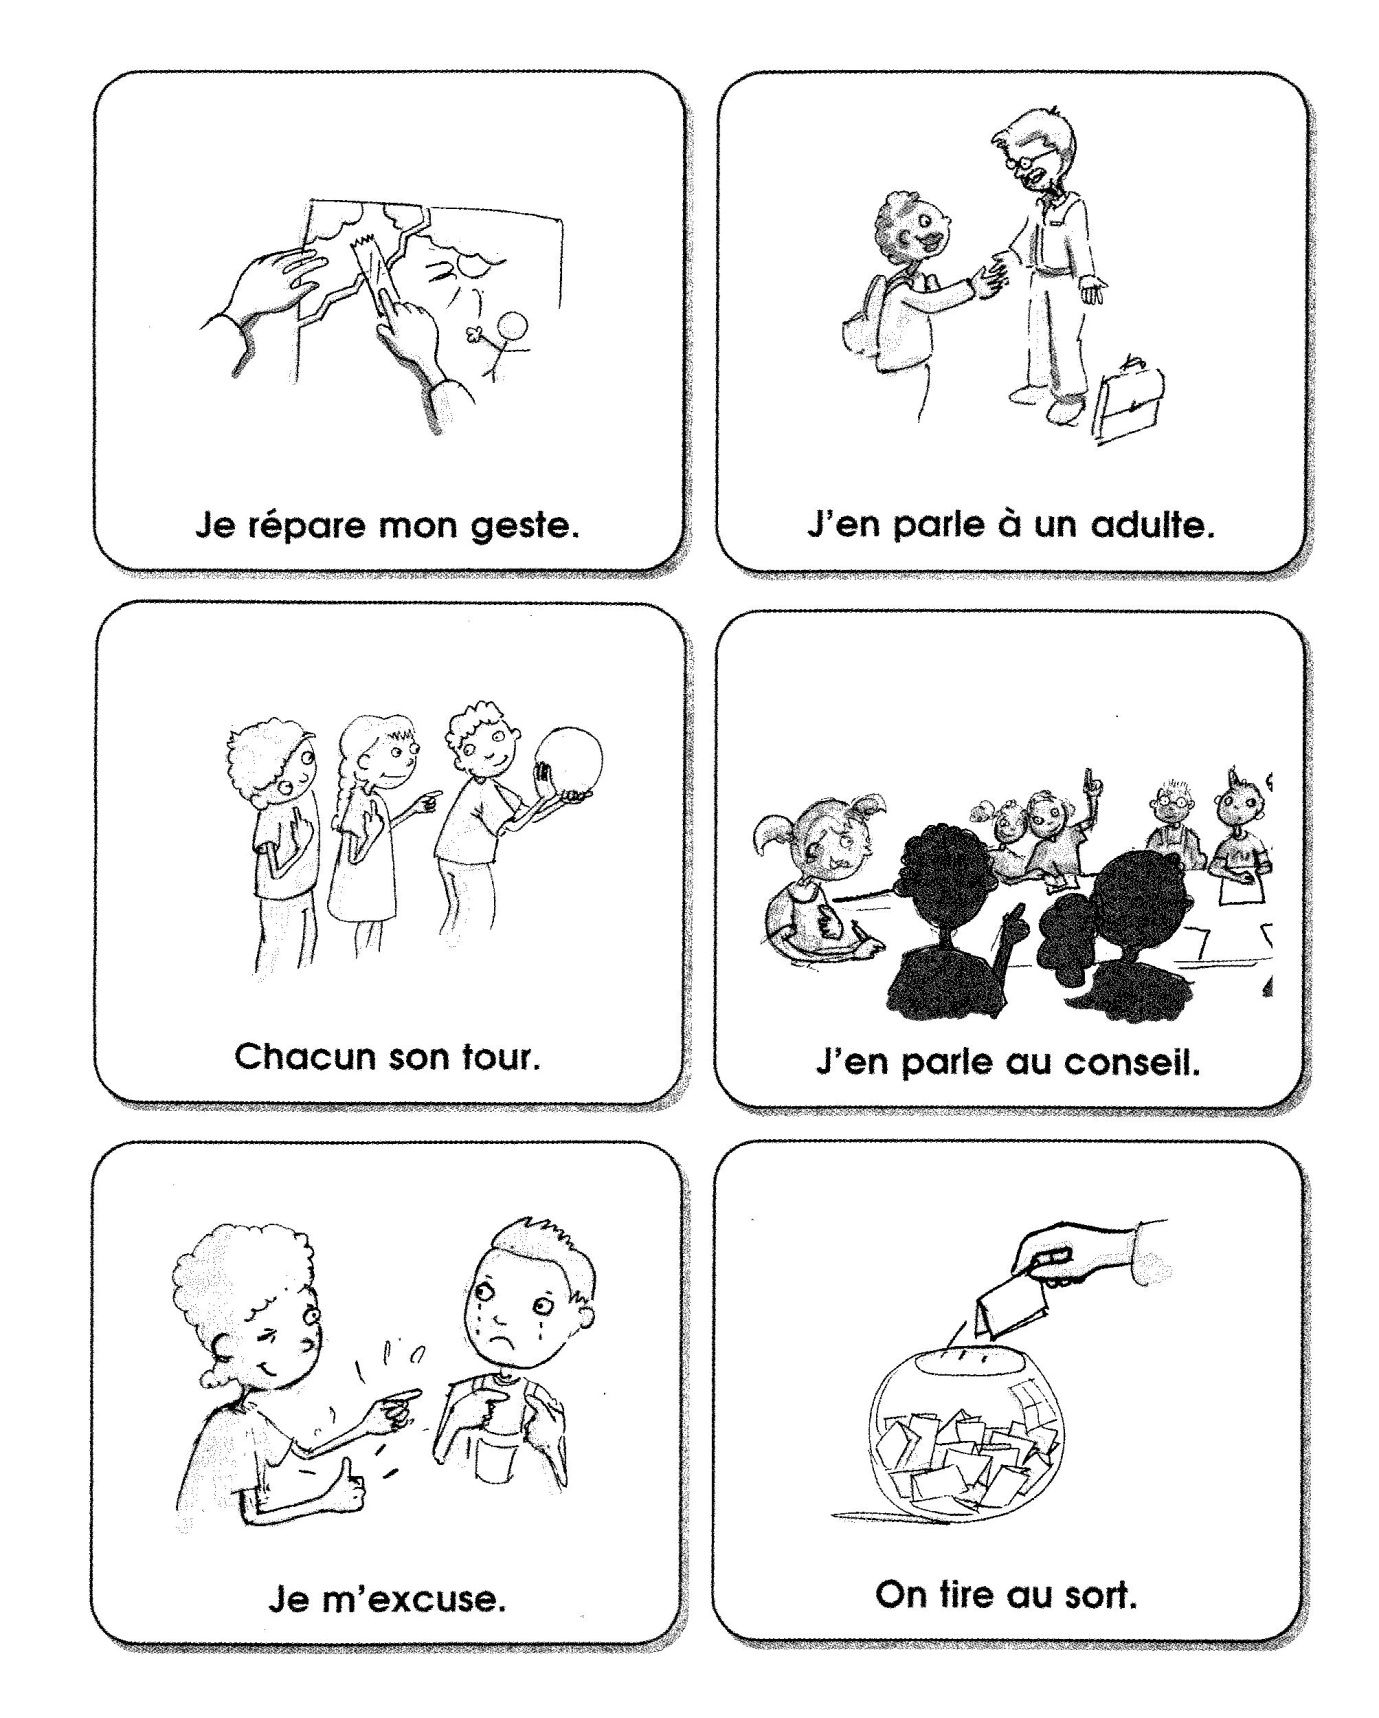 Je répare mon geste.
J'en parle à un adulte.
Chacun son tour.
J'en parle au conseil.
Je m'excuse.
On tire au sort.